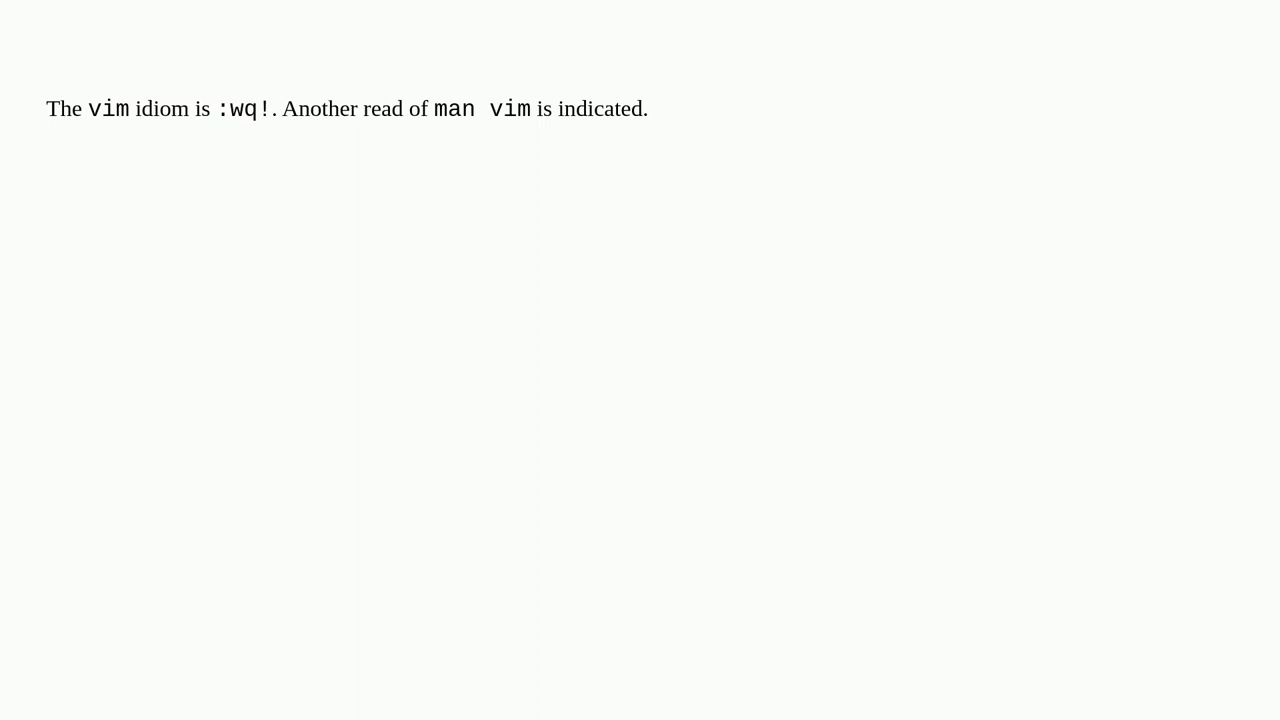 The vim idiom is :wq!. Another read of man vim is indicated.